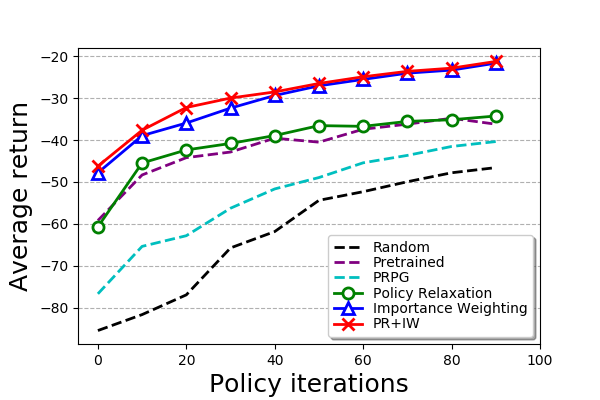 −20
−30
−40
−50
−60
−70
−80
Average return
0
20
40
60
80
100
Policy iterations
Random
Pretrained
PRPG
Policy Relaxation
Importance Weighting
PR+IW